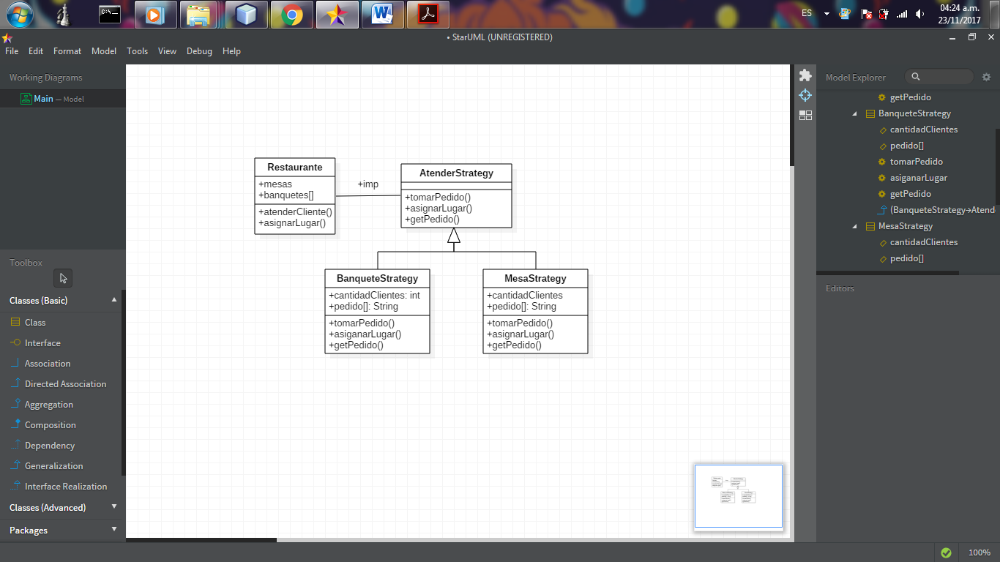 ES
04:24 a.m.
23/11/2017
• StarUML (UNREGISTERED)
File Edit Format Model Tools View Debug Help
Working Diagrams
Main — Model
Toolbox
Classes (Basic)
Class
Interface
Association
Directed Association
Aggregation
Composition
Dependency
Generalization
Interface Realization
Classes (Advanced)
Packages
Restaurante
+mesas
+banquetes[]
+atenderCliente()
+asignarLugar()
+imp
AtenderStrategy
+tomarPedido()
+asignarLugar()
+getPedido()
BanqueteStrategy
+cantidadClientes: int
+pedido[]: String
+tomarPedido()
+asiganarLugar()
+getPedido()
MesaStrategy
+cantidadClientes
+pedido[]: String
+tomarPedido()
+asignarLugar()
+getPedido()
Model Explorer
getPedido
BanqueteStrategy
cantidadClientes
pedido[]
tomarPedido
asiganarLugar
getPedido
(BanqueteStrategy→Atend
MesaStrategy
cantidadClientes
pedido[]
Editors
100%